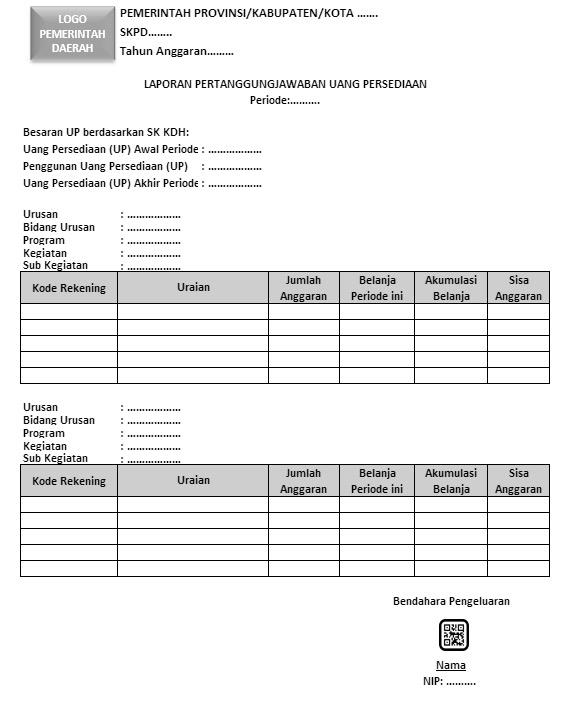 LOGO
PEMERINTAH
DAERAH
PEMERINTAH PROVINSI/KABUPATEN/KOTA .......
SKPD........
Tahun Anggaran.........
LAPORAN PERTANGGUNGJAWABAN UANG PERSEDIAAN
Periode:..........
Besaran UP berdasarkan SK KDH:
Uang Persediaan (UP) Awal Periode : ..................
Penggunan Uang Persediaan (UP) : ..................
Uang Persediaan (UP) Akhir Periode : ..................
Urusan : ..................
Bidang Urusan : ..................
Program : ..................
Kegiatan : ..................
Sub Kegiatan : ..................
Kode Rekening Uraian Jumlah Anggaran Belanja Periode ini Akumulasi Belanja Sisa Anggaran
Urusan : ..................
Bidang Urusan : ..................
Program : ..................
Kegiatan : ..................
Sub Kegiatan : ..................
Kode Rekening Uraian Jumlah Anggaran Belanja Periode ini Akumulasi Belanja Sisa Anggaran
Bendahara Pengeluaran
Nama
NIP: ..........